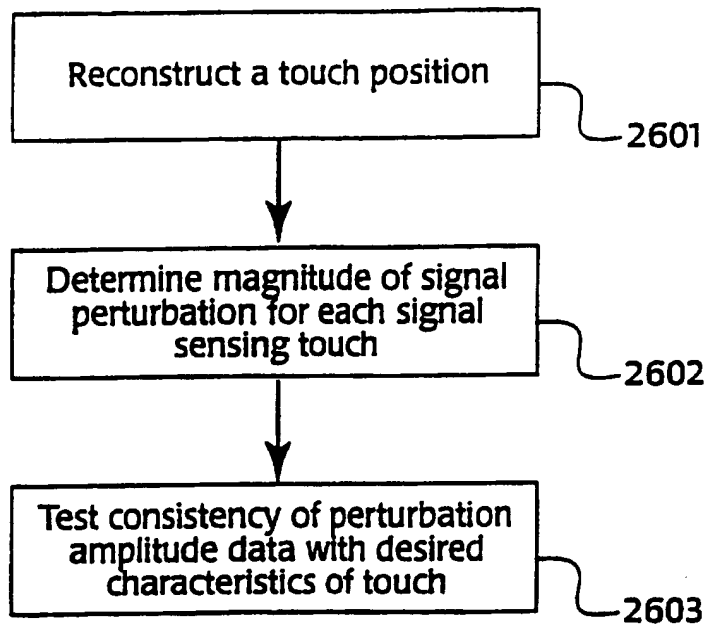 Reconstruct a touch position
2601
Determine magnitude of signal
perturbation for each signal
sensing touch
2602
Test consistency of perturbation
amplitude data with desired
characteristics of touch
2603